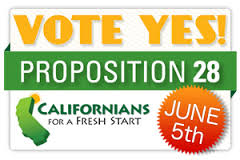 VOTE YES!
PROPOSITION 28
CALIFORNIANS
FOR A FRESH START
JUNE
5th